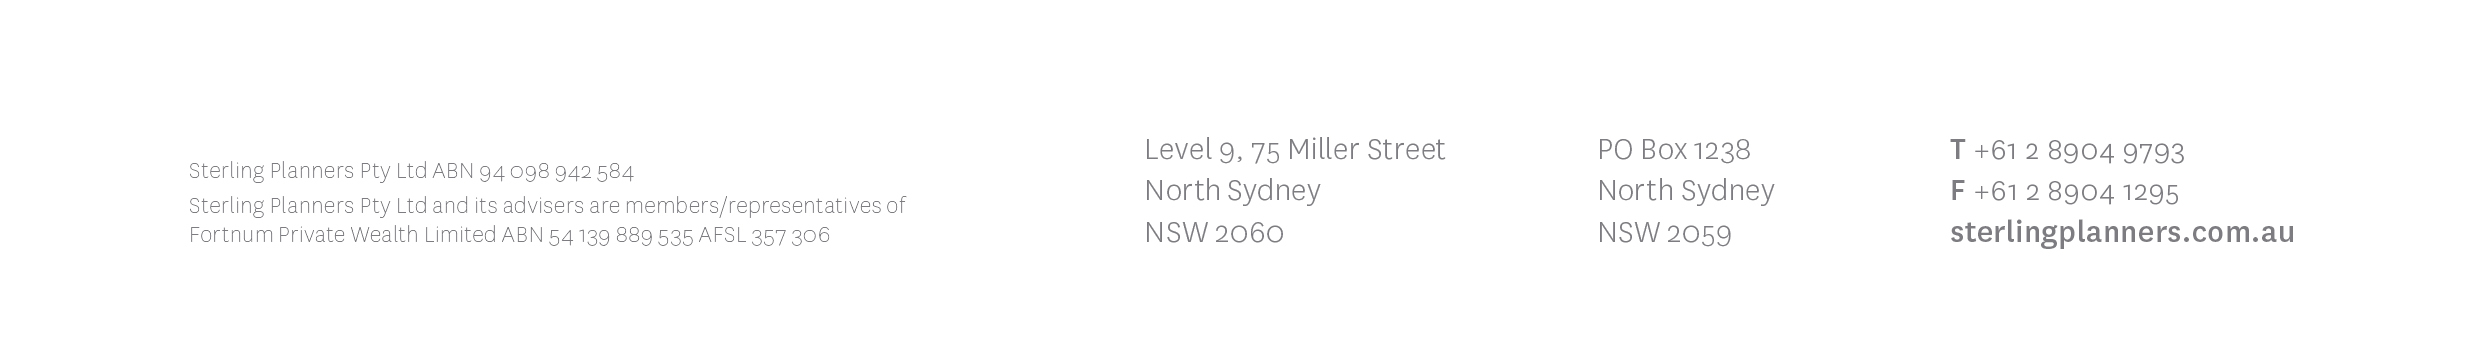 Sterling Planners Pty Ltd ABN 94 098 942 584
Sterling Planners Pty Ltd and its advisers are members/representatives of
Fortnum Private Wealth Limited ABN 54 139 889 535 AFSL 357 306
Level 9, 75 Miller Street
North Sydney
NSW 2060
PO Box 1238
North Sydney
NSW 2059
T +61 2 8904 9793
F +61 2 8904 1295
sterlingplanners.com.au